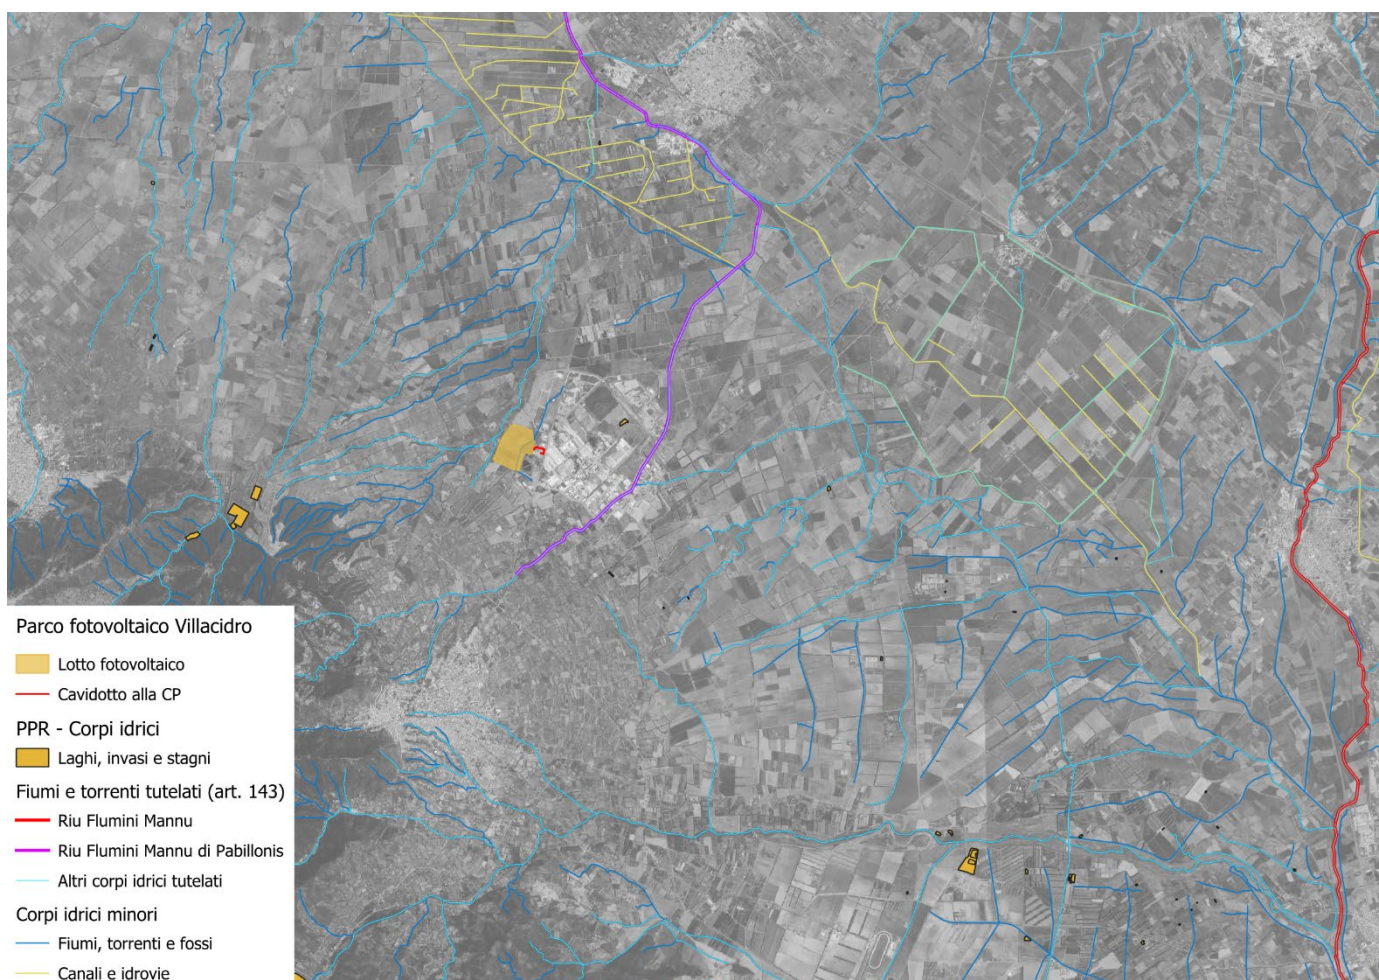 Parco fotovoltaico Villacidro
Lotto fotovoltaico
Cavidotto alla CP
PPR - Corpi idrici
Laghi, invasi e stagni
Fiumi e torrenti tutelati (art. 143)
Riu Flumini Mannu
Riu Flumini Mannu di Pabillonis
Altri corpi idrici tutelati
Corpi idrici minori
Fiumi, torrenti e fossi
Canali e idrovie